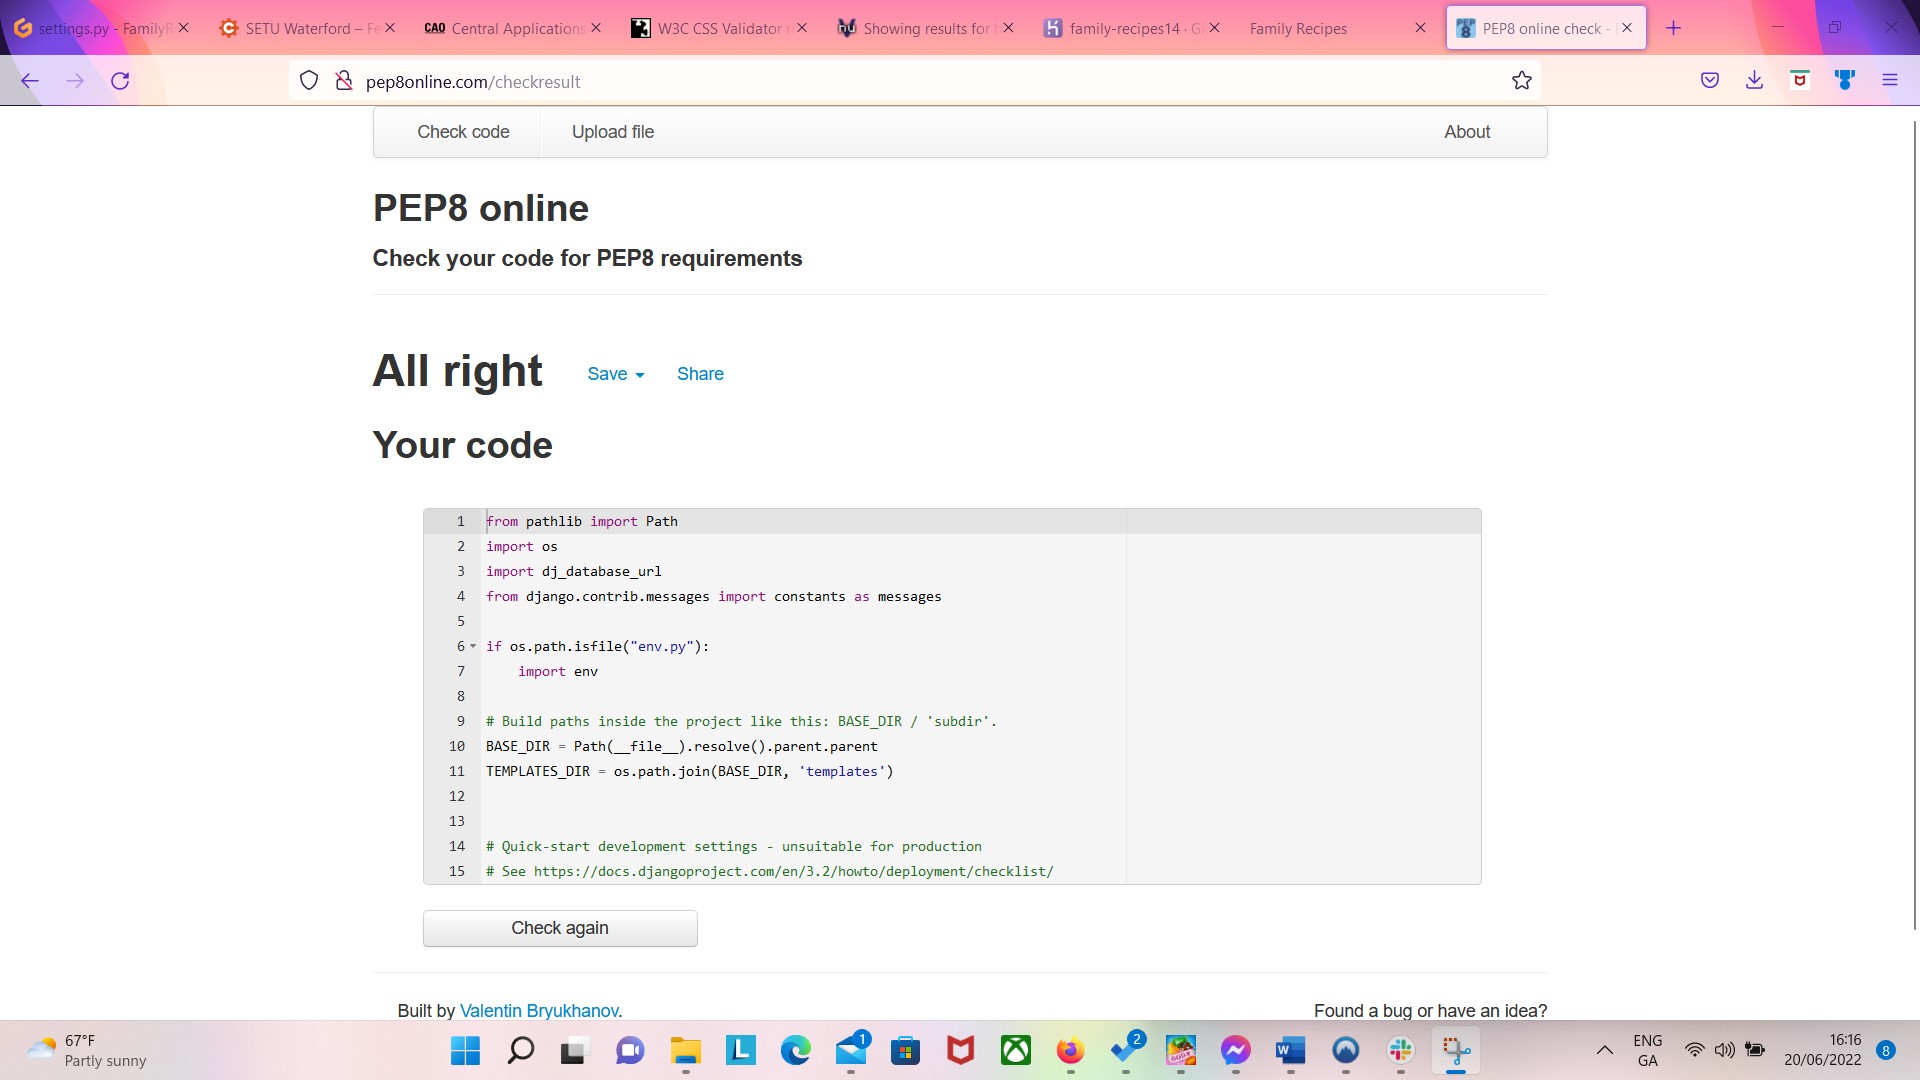 settings.py - FamilyR
SETU Waterford – Fe
CAO Central Applications
W3C CSS Validator r
Showing results for
family-recipes14 · G
Family Recipes
PEP8 online check -
pep8online.com/checkresult
Check code
Upload file
About
PEP8 online
Check your code for PEP8 requirements
All right
Save
Share
Your code
1 from pathlib import Path
2 import os
3 import dj_database_url
4 from django.contrib.messages import constants as messages
5
6 if os.path.isfile("env.py"):
7 import env
8
9 # Build paths inside the project like this: BASE_DIR / 'subdir'.
10 BASE_DIR = Path(__file__).resolve().parent.parent
11 TEMPLATES_DIR = os.path.join(BASE_DIR, 'templates')
12
13
14 # Quick-start development settings - unsuitable for production
15 # See https://docs.djangoproject.com/en/3.2/howto/deployment/checklist/
Check again
Built by Valentin Bryukhanov.
Found a bug or have an idea?
67°F
Partly sunny
1
2
ENG
GA
16:16
20/06/2022
8